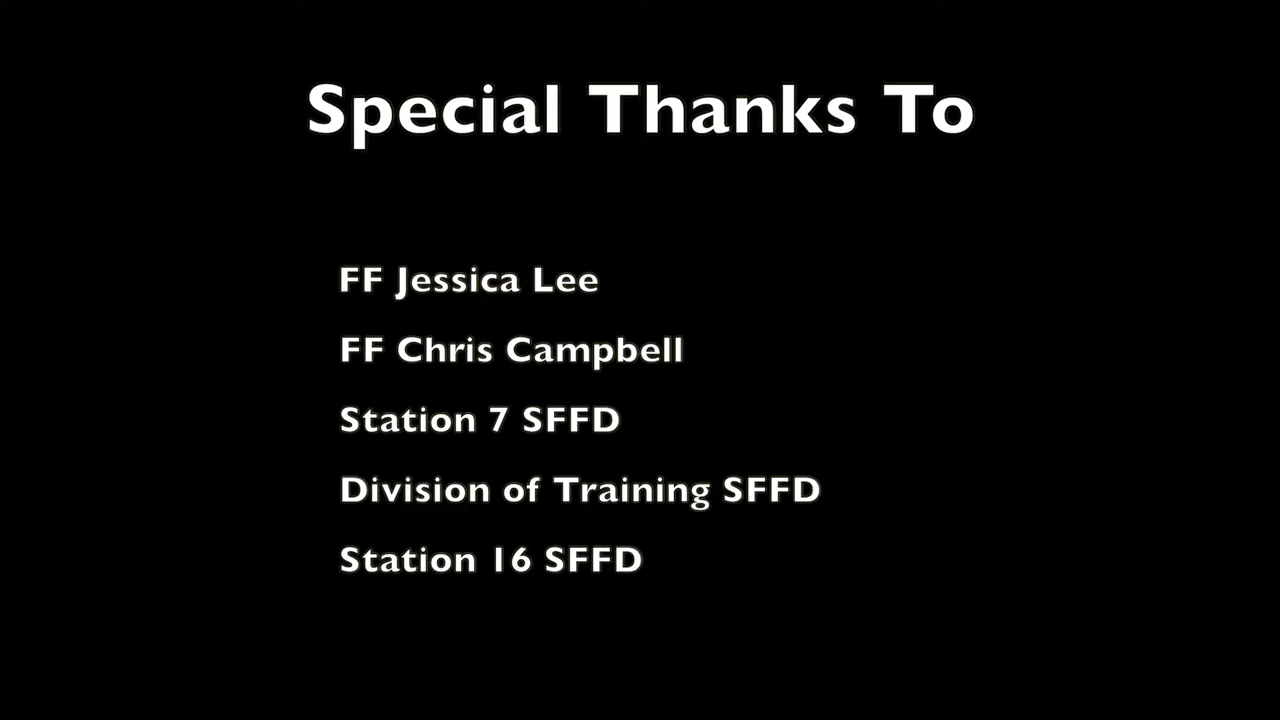 Special Thanks To
FF Jessica Lee
FF Chris Campbell
Station 7 SFFD
Division of Training SFFD
Station 16 SFFD